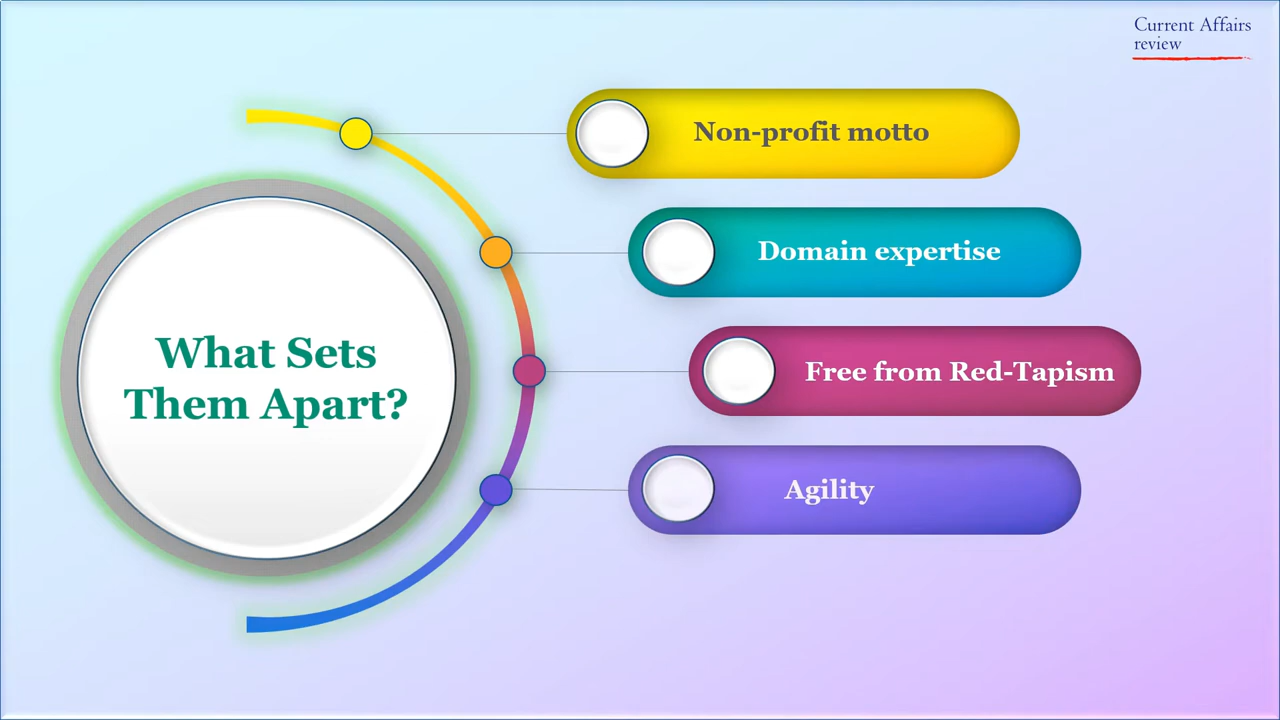 Current Affairs
review
Non-profit motto
Domain expertise
What Sets
Them Apart?
Free from Red-Tapism
Agility